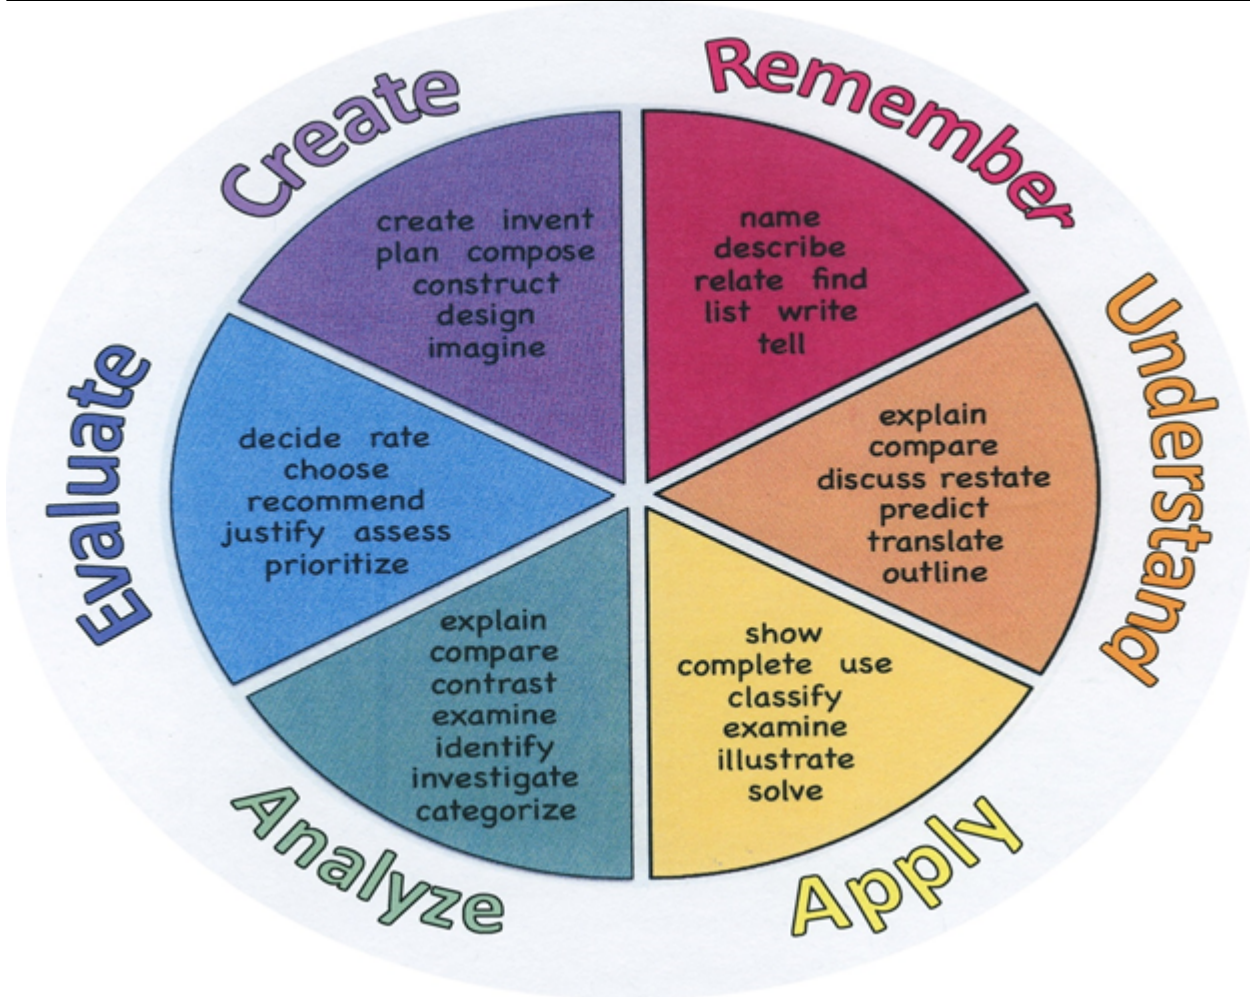 Remember
name
describe
relate find
list write
tell
Understand
explain
compare
discuss restate
predict
translate
outline
Apply
show
complete use
classify
examine
illustrate
solve
Analyze
explain
compare
contrast
examine
identify
investigate
categorize
Evaluate
decide rate
choose
recommend
justify assess
prioritize
Create
create invent
plan compose
construct
design
imagine